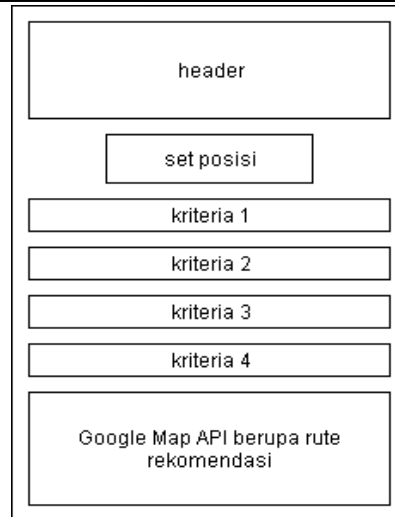 header
set posisi
kriteria 1
kriteria 2
kriteria 3
kriteria 4
Google Map API berupa rute
rekomendasi